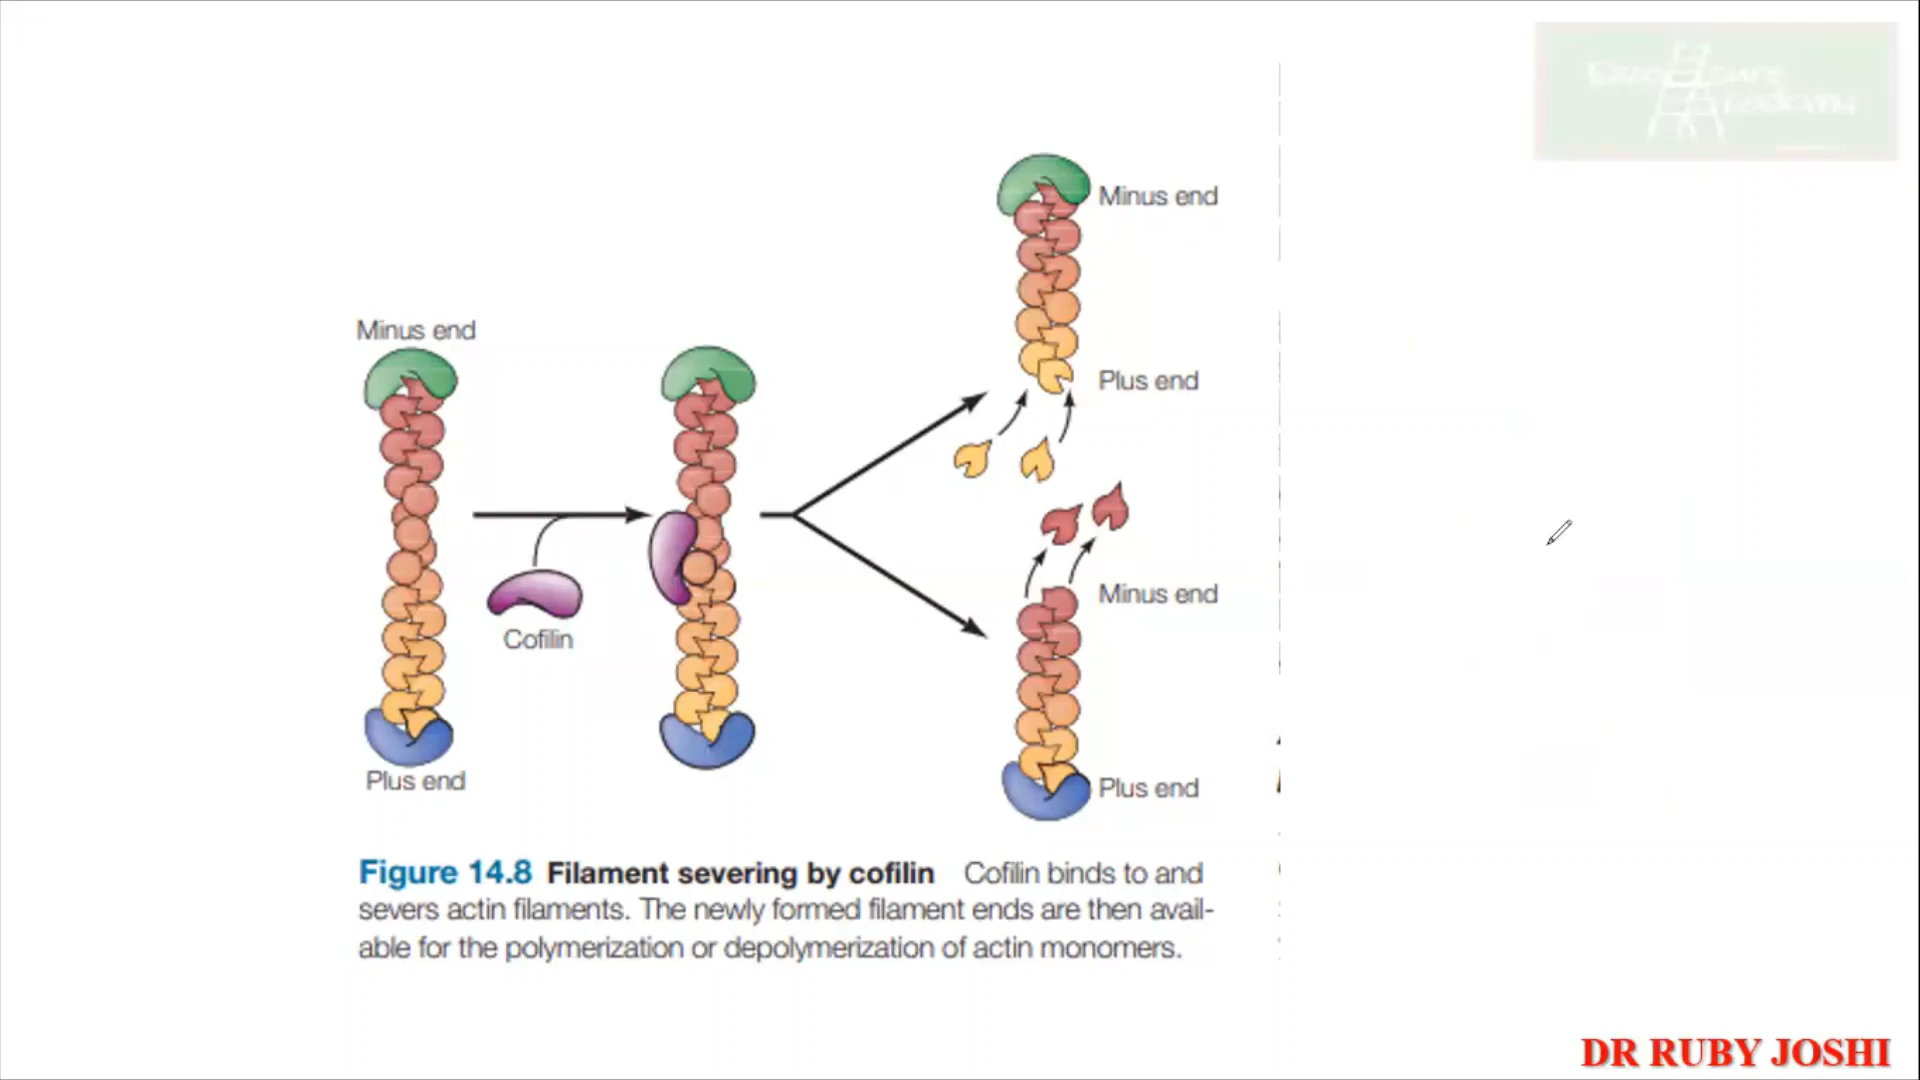 Minus end
Plus end
Minus end
Cofilin
Minus end
Plus end
Plus end
Figure 14.8 Filament severing by cofilin Cofilin binds to and
severs actin filaments. The newly formed filament ends are then avail-
able for the polymerization or depolymerization of actin monomers.
DR RUBY JOSHI